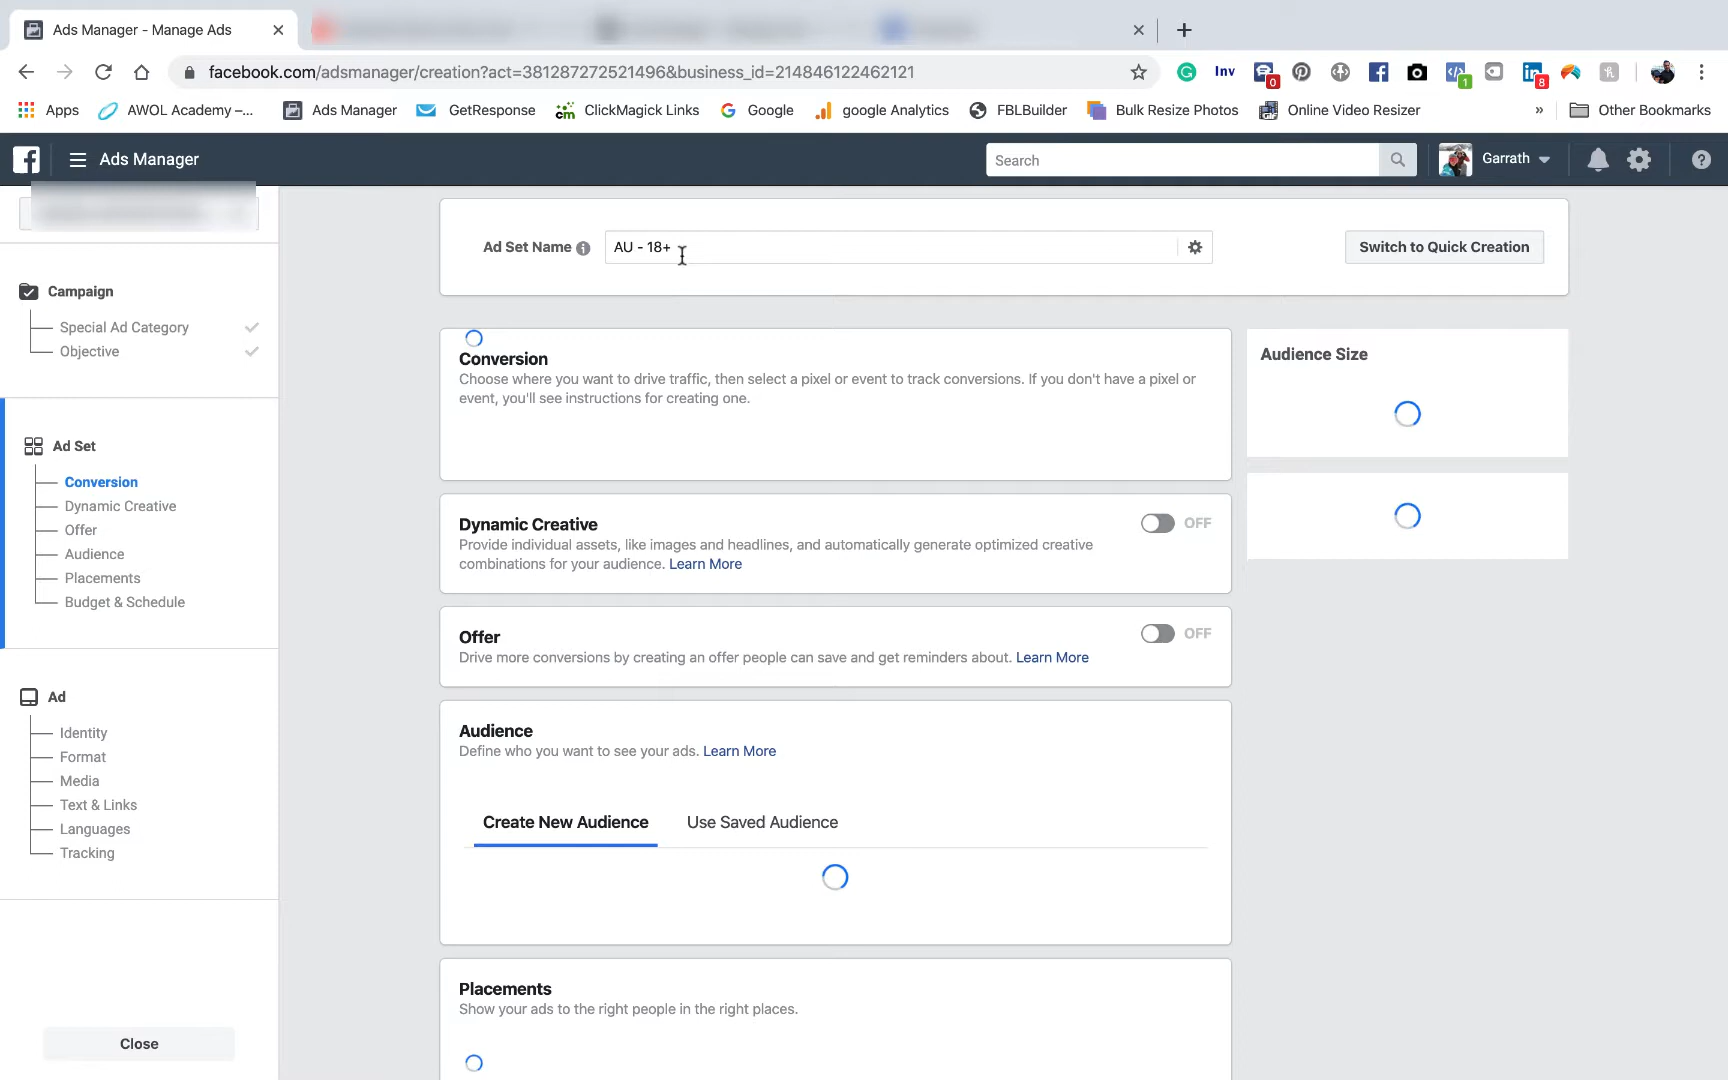 Ads Manager - Manage Ads
facebook.com/adsmanager/creation?act=381287272521496&business_id=214846122462121
Inv
0
1
8
Apps
AWOL Academy –...
Ads Manager
GetResponse
ClickMagick Links
Google
google Analytics
FBLBuilder
Bulk Resize Photos
Online Video Resizer
»
Other Bookmarks
Ads Manager
Search
Garrath
Campaign
Special Ad Category
Objective
Ad Set
Conversion
Dynamic Creative
Offer
Audience
Placements
Budget & Schedule
Ad
Identity
Format
Media
Text & Links
Languages
Tracking
Close
Ad Set Name
AU - 18+
Switch to Quick Creation
Conversion
Choose where you want to drive traffic, then select a pixel or event to track conversions. If you don't have a pixel or
event, you'll see instructions for creating one.
Dynamic Creative
OFF
Provide individual assets, like images and headlines, and automatically generate optimized creative
combinations for your audience. Learn More
Offer
OFF
Drive more conversions by creating an offer people can save and get reminders about. Learn More
Audience
Define who you want to see your ads. Learn More
Create New Audience
Use Saved Audience
Placements
Show your ads to the right people in the right places.
Audience Size